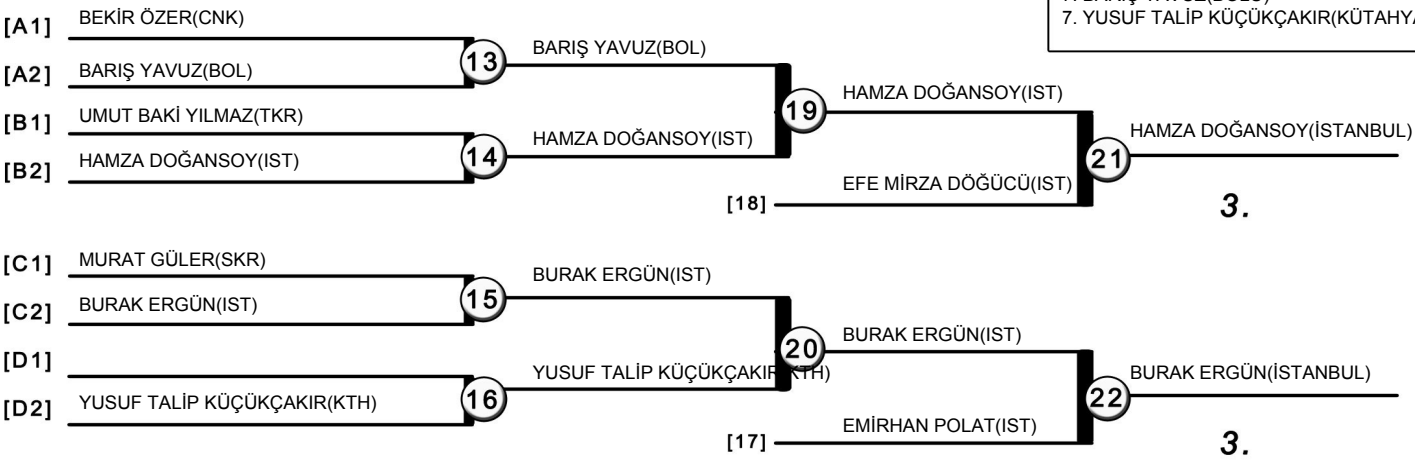 7. YUSUF TALİP KÜÇÜKÇAKIR(KÜTAHYA
[A1] BEKİR ÖZER(CNK)
13 BARIŞ YAVUZ(BOL)
[A2] BARIŞ YAVUZ(BOL)
19 HAMZA DOĞANSOY(IST)
[B1] UMUT BAKİ YILMAZ(TKR)
14 HAMZA DOĞANSOY(IST)
[B2] HAMZA DOĞANSOY(IST)
21 HAMZA DOĞANSOY(İSTANBUL)
[18] EFE MİRZA DÖĞÜCÜ(IST)
3.
[C1] MURAT GÜLER(SKR)
15 BURAK ERGÜN(IST)
[C2] BURAK ERGÜN(IST)
20 BURAK ERGÜN(IST)
[D1]
16 YUSUF TALİP KÜÇÜKÇAKIR(KTH)
[D2] YUSUF TALİP KÜÇÜKÇAKIR(KTH)
22 BURAK ERGÜN(İSTANBUL)
[17] EMİRHAN POLAT(IST)
3.